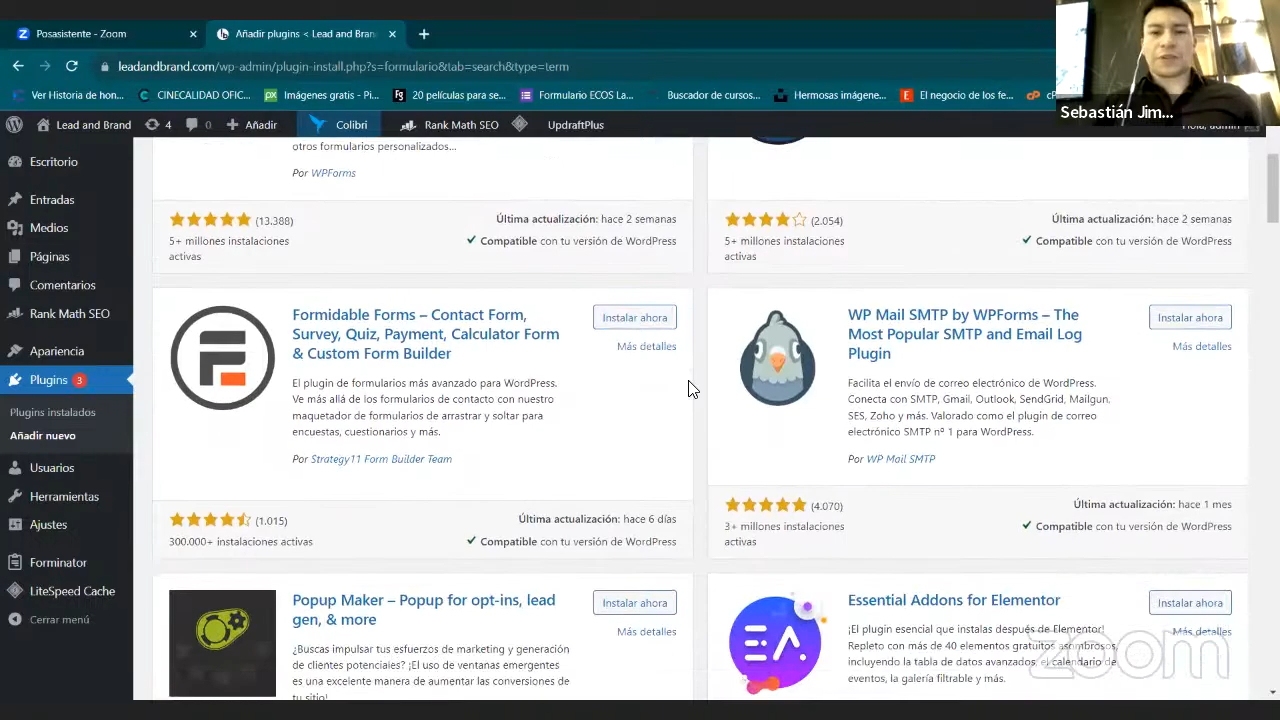 Posasistente - Zoom
Añadir plugins < Lead and Bran
leadandbrand.com/wp-admin/plugin-install.php?s=formulario&tab=search&type=term
Ver Historia de hon...
CINECALIDAD OFIC...
Imágenes gratis - Pi...
20 películas para se...
Formulario ECOS La...
Buscador de cursos...
Hermosas imágene...
El negocio de los fe...
Sebastián Jim...
Lead and Brand
4
0
Añadir
Colibri
Rank Math SEO
UpdraftPlus
Escritorio
Entradas
Medios
Páginas
Comentarios
Rank Math SEO
Apariencia
Plugins 3
Plugins instalados
Añadir nuevo
Usuarios
Herramientas
Ajustes
Forminator
LiteSpeed Cache
Cerrar menú
otros formularios personalizados...
Por WPForms
(13.388)
Última actualización: hace 2 semanas
5+ millones instalaciones
activas
Compatible con tu versión de WordPress
(2.054)
Última actualización: hace 2 semanas
5+ millones instalaciones
activas
Compatible con tu versión de WordPress
Formidable Forms – Contact Form,
Survey, Quiz, Payment, Calculator Form
& Custom Form Builder
Instalar ahora
Más detalles
El plugin de formularios más avanzado para WordPress.
Ve más allá de los formularios de contacto con nuestro
maquetador de formularios de arrastrar y soltar para
encuestas, cuestionarios y más.
Por Strategy11 Form Builder Team
(1.015)
Última actualización: hace 6 días
300.000+ instalaciones activas
Compatible con tu versión de WordPress
WP Mail SMTP by WPForms – The
Most Popular SMTP and Email Log
Plugin
Instalar ahora
Más detalles
Facilita el envío de correo electrónico de WordPress.
Conecta con SMTP, Gmail, Outlook, SendGrid, Mailgun,
SES, Zoho y más. Valorado como el plugin de correo
electrónico SMTP nº 1 para WordPress.
Por WP Mail SMTP
(4.070)
Última actualización: hace 1 mes
3+ millones instalaciones
activas
Compatible con tu versión de WordPress
Popup Maker – Popup for opt-ins, lead
gen, & more
Instalar ahora
Más detalles
¿Buscas impulsar tus esfuerzos de marketing y generación
de clientes potenciales? ¡El uso de ventanas emergentes
es una excelente manera de aumentar las conversiones de
tu sitio!
Essential Addons for Elementor
Instalar ahora
Más detalles
¡El plugin esencial que instalas después de Elementor!
Repleto con más de 40 elementos gratuitos asombrosos,
incluyendo la tabla de datos avanzados, el calendario de
eventos, la galería filtrable y más.
EA
zoom